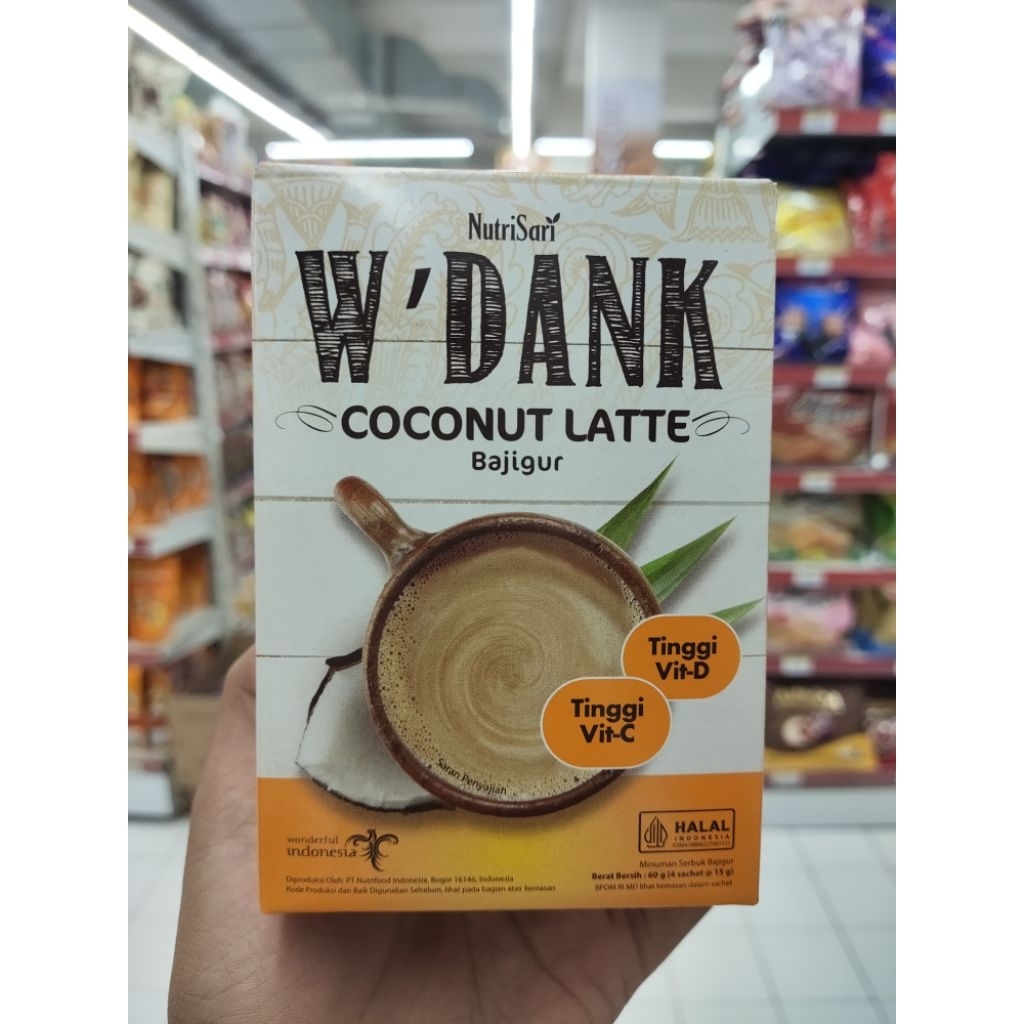 NutriSari
W'DANK
COCONUT LATTE
Bajigur
Tinggi
Vit-D
Tinggi
Vit-C
Saran Penyajian
wonderful
indonesia
HALAL
INDONESIA
Diproduksi Oleh: PT Nutrifood Indonesia, Bogor 16146, Indonesia
Kode Produksi dan Baik Digunakan Sebelum, lihat pada bagian atas kemasan
Minuman Serbuk Bajigur
Berat Bersih : 60 g (4 sachet @ 15 g)
BPOM RI MD lihat kemasan dalam sachet